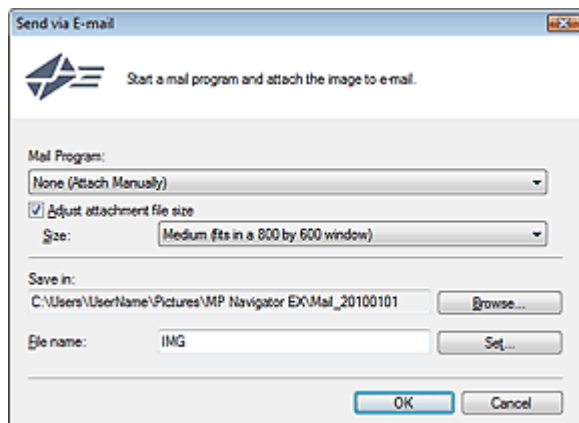 Send via E-mail
Start a mail program and attach the image to e-mail.
Mail Program:
None (Attach Manually)
Adjust attachment file size
Size: Medium (fits in a 800 by 600 window)
Save in:
C:\Users\UserName\Pictures\MP Navigator EX\Mail_20100101 Browse...
File name: IMG Set...
OK Cancel